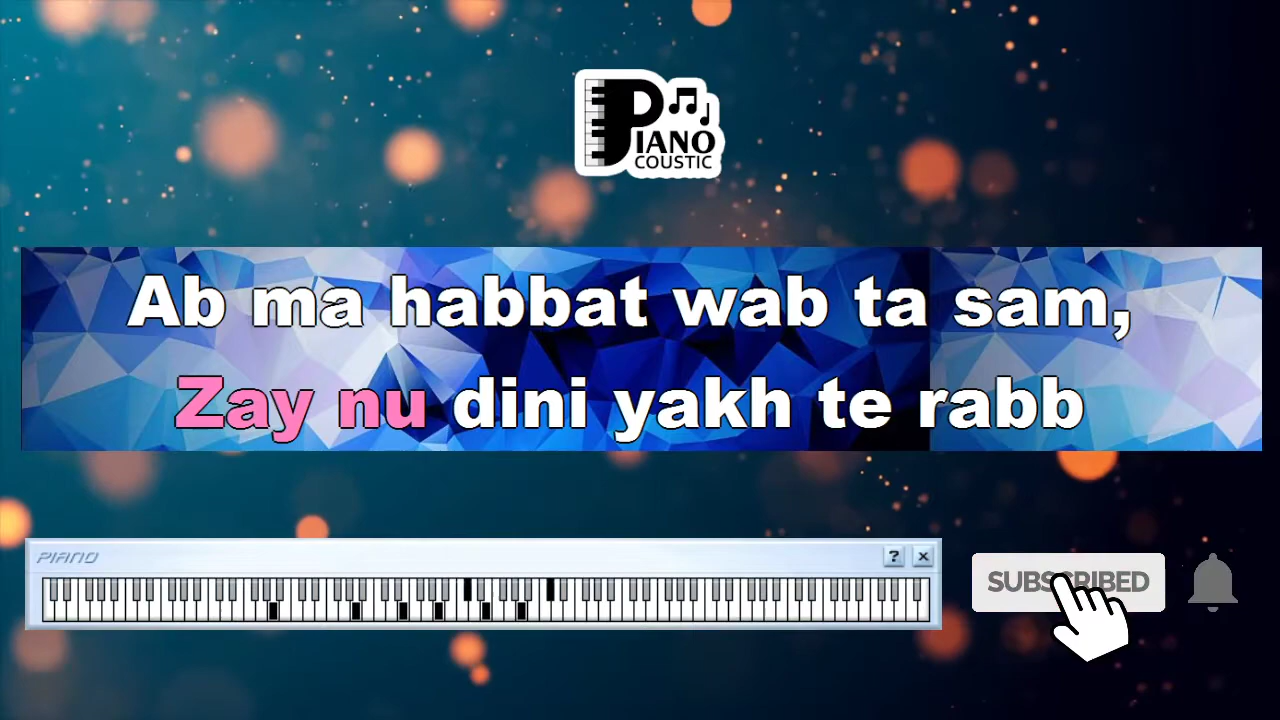 PIANO
COUSTIC
Ab ma habbat wab ta sam,
Zay nu dini yakh te rabb
PIANO
?
×
SUBSCRIBED